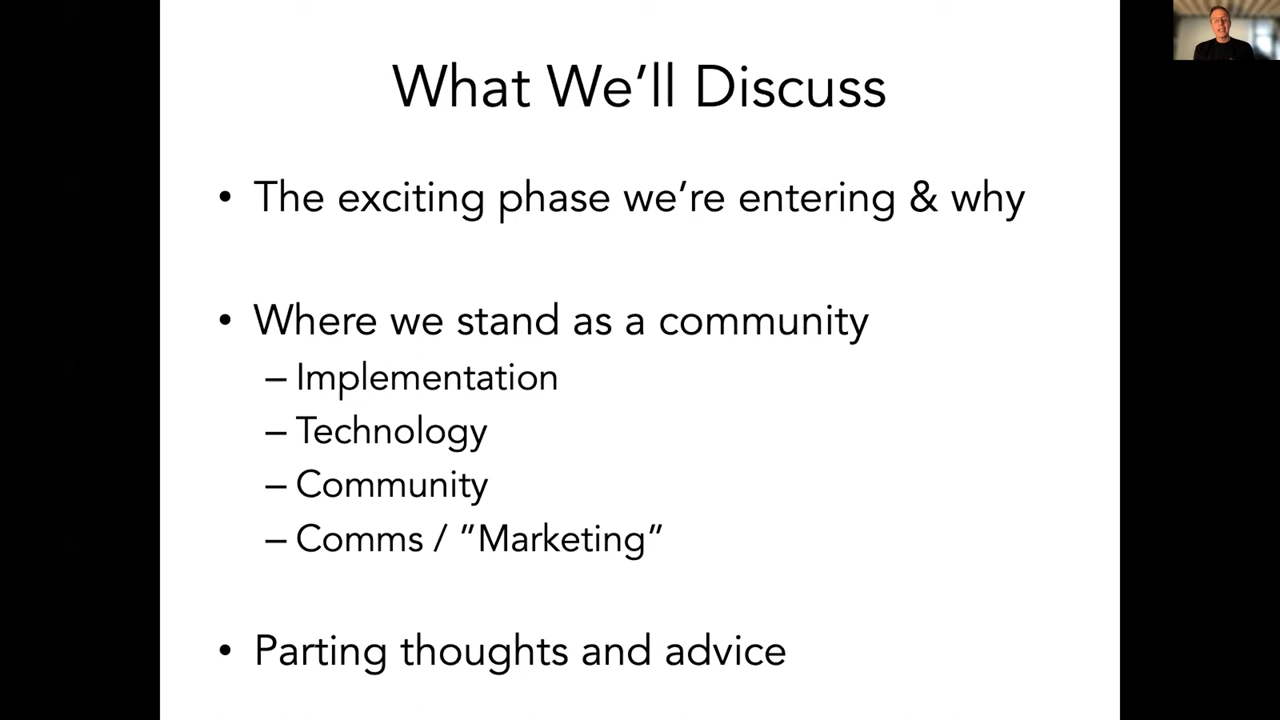 What We’ll Discuss
• The exciting phase we’re entering & why
• Where we stand as a community
– Implementation
– Technology
– Community
– Comms / ”Marketing”
• Parting thoughts and advice